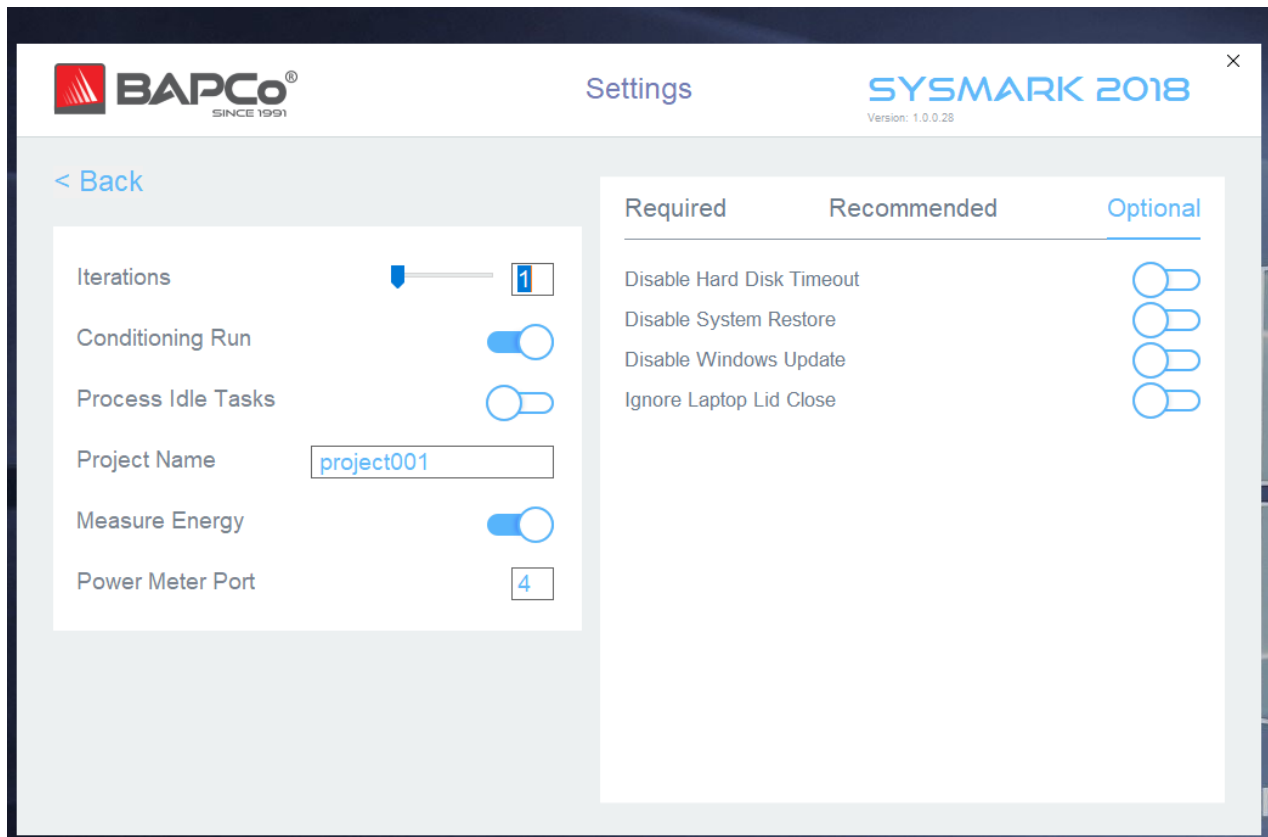 BAPCo®
SINCE 1991
Settings
SYSMARK 2018
Version: 1.0.0.28
< Back
Iterations 1
Conditioning Run
Process Idle Tasks
Project Name project001
Measure Energy
Power Meter Port 4
Required Recommended Optional
Disable Hard Disk Timeout
Disable System Restore
Disable Windows Update
Ignore Laptop Lid Close